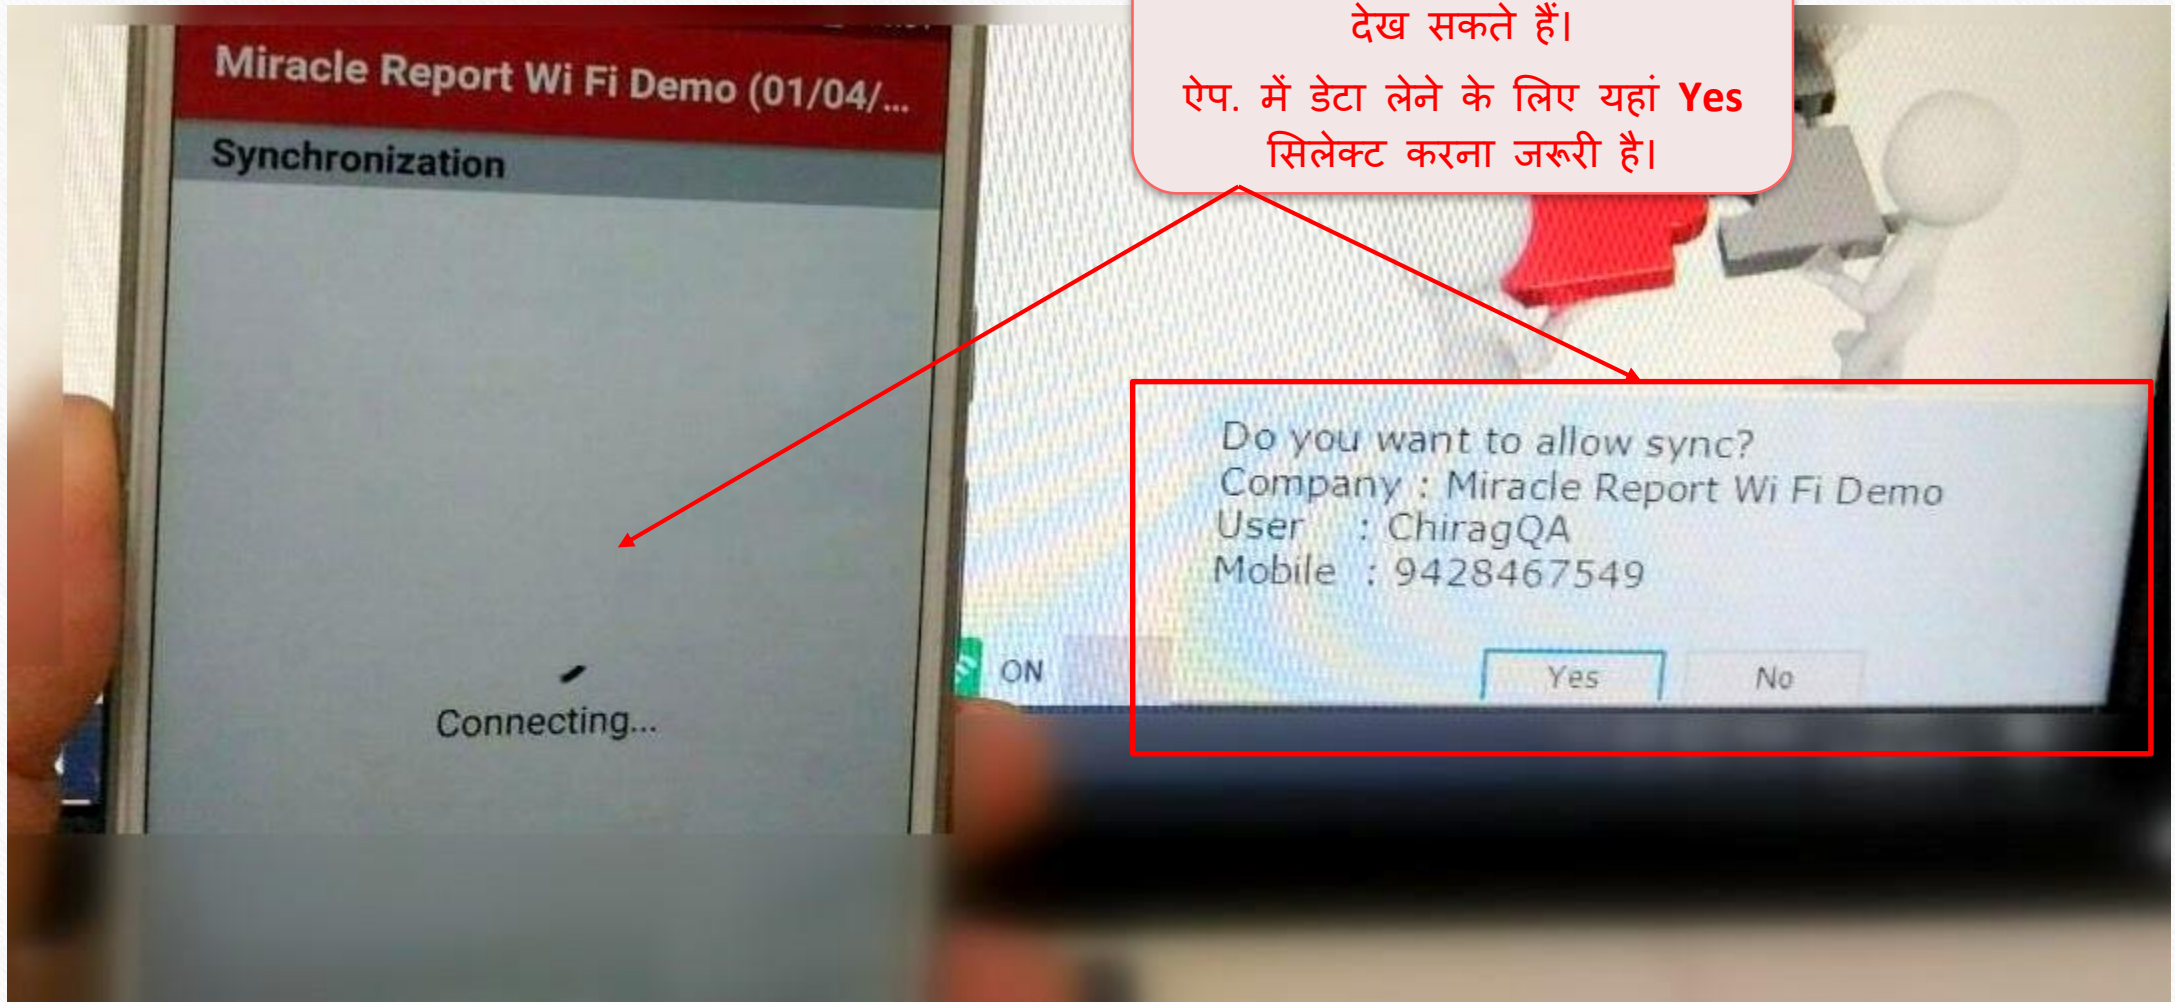 देख सकते हैं।
ऐप. में डेटा लेने के लिए यहां Yes
सिलेक्ट करना जरूरी है।
Miracle Report Wi Fi Demo (01/04/...
Synchronization
Connecting...
Do you want to allow sync?
Company : Miracle Report Wi Fi Demo
User : ChiragQA
Mobile : 9428467549
ON
Yes No